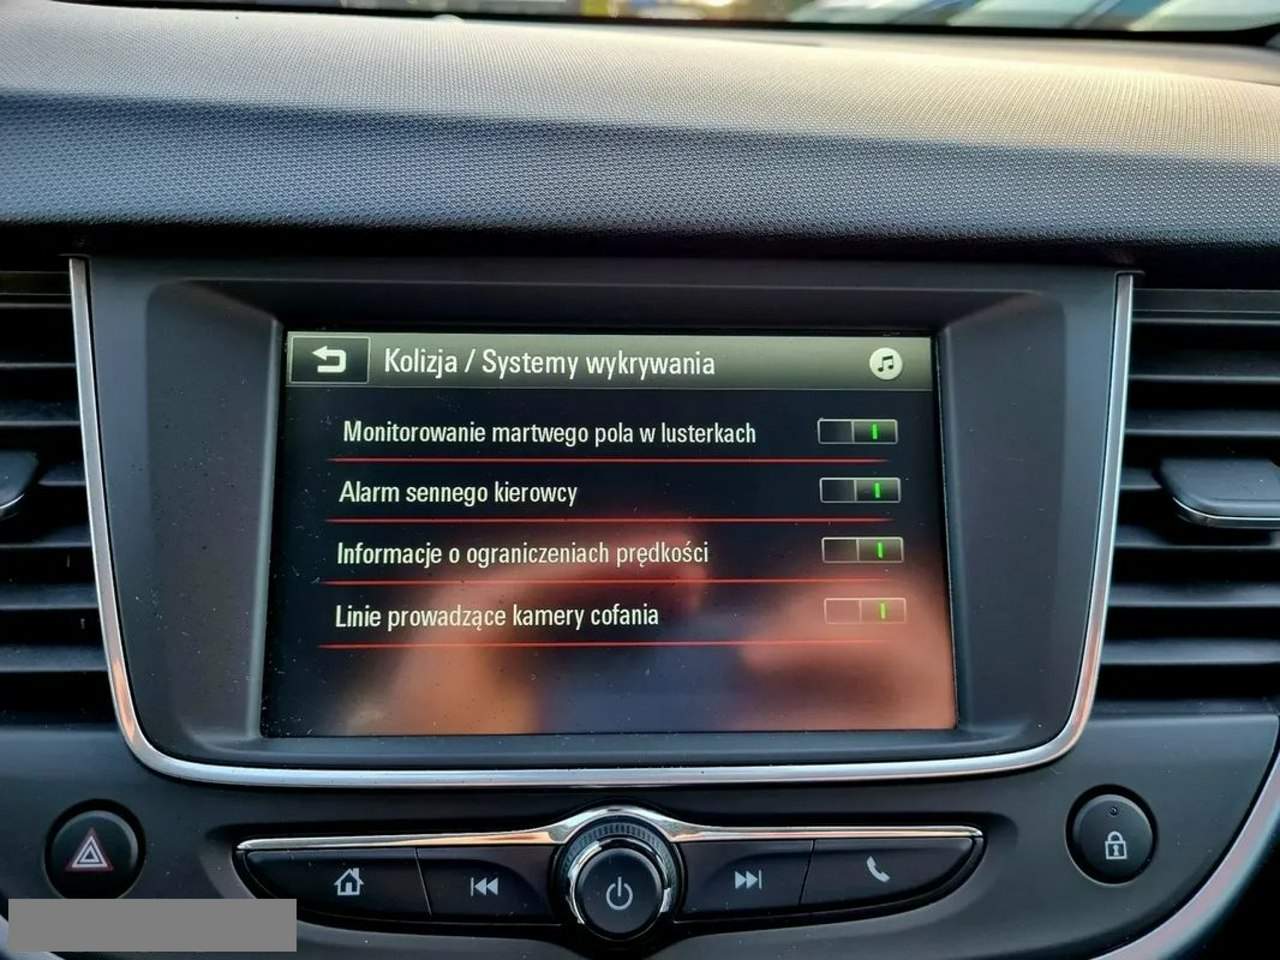 Kolizja / Systemy wykrywania
Monitorowanie martwego pola w lusterkach
Alarm sennego kierowcy
Informacje o ograniczeniach prędkości
Linie prowadzące kamery cofania